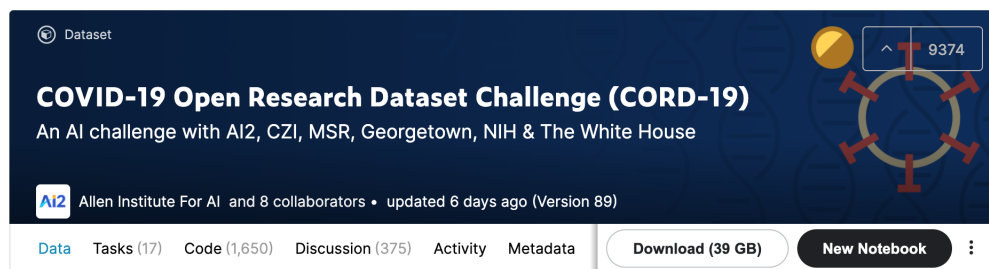 Dataset
9374
COVID-19 Open Research Dataset Challenge (CORD-19)
An AI challenge with AI2, CZI, MSR, Georgetown, NIH & The White House
Ai2 Allen Institute For AI and 8 collaborators • updated 6 days ago (Version 89)
Data Tasks (17) Code (1,650) Discussion (375) Activity Metadata Download (39 GB) New Notebook